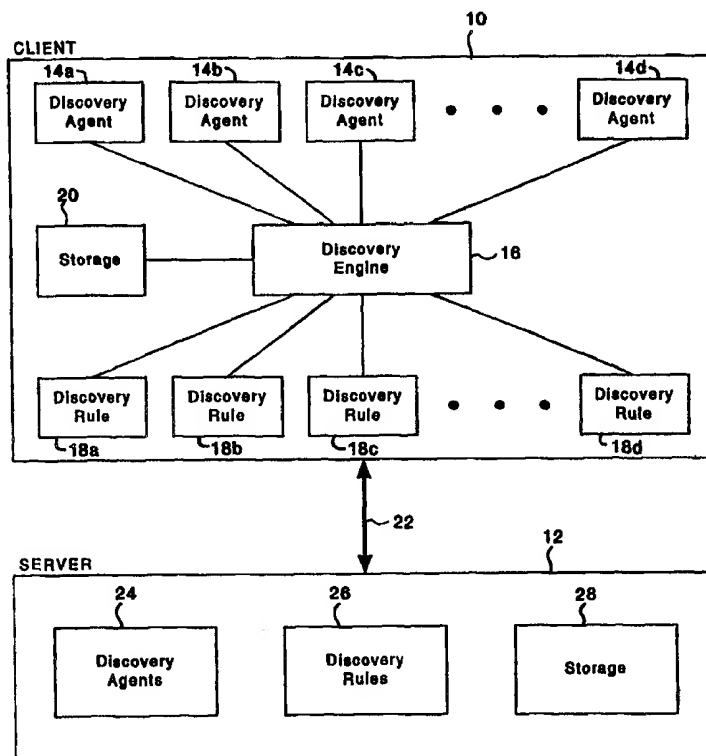 CLIENT
10
14a
14b
14c
14d
Discovery
Agent
Discovery
Agent
Discovery
Agent
Discovery
Agent
20
Storage
Discovery
Engine
16
Discovery
Rule
Discovery
Rule
Discovery
Rule
Discovery
Rule
18a
18b
18c
18d
22
SERVER
12
24
26
28
Discovery
Agents
Discovery
Rules
Storage